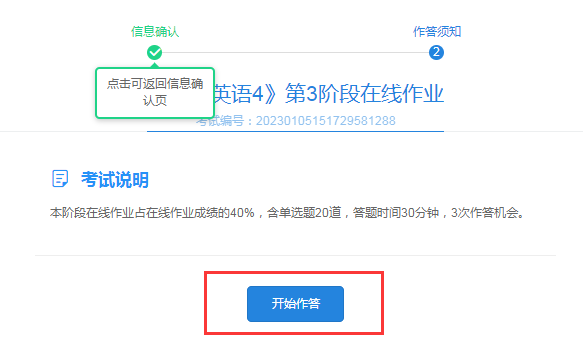 信息确认
作答须知
2
点击可返回信息确
认页
英语4》第3阶段在线作业
考试编号：20230105151729581288
考试说明
本阶段在线作业占在线作业成绩的40%，含单选题20道，答题时间30分钟，3次作答机会。
开始作答